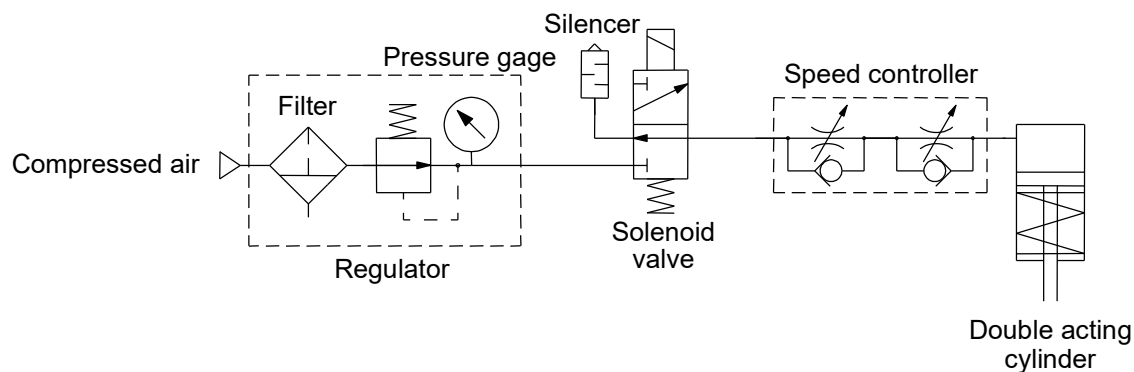 Silencer
Pressure gage
Speed controller
Filter
Compressed air
Solenoid
valve
Regulator
Double acting
cylinder